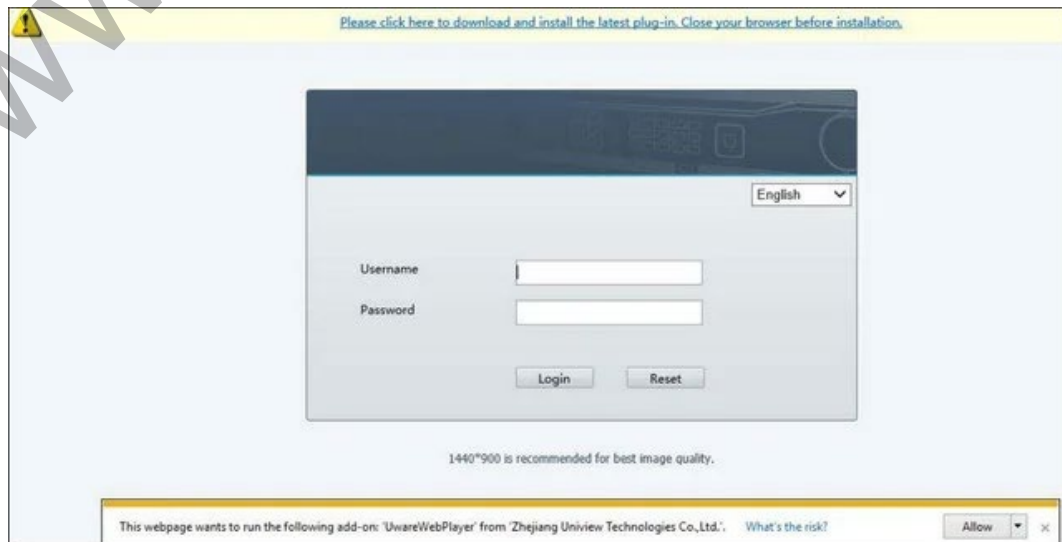 Please click here to download and install the latest plug-in. Close your browser before installation.
English
Username
Password
Login Reset
1440*900 is recommended for best image quality.
This webpage wants to run the following add-on: 'UwareWebPlayer' from 'Zhejiang Uniview Technologies Co.,Ltd.'. What's the risk? Allow